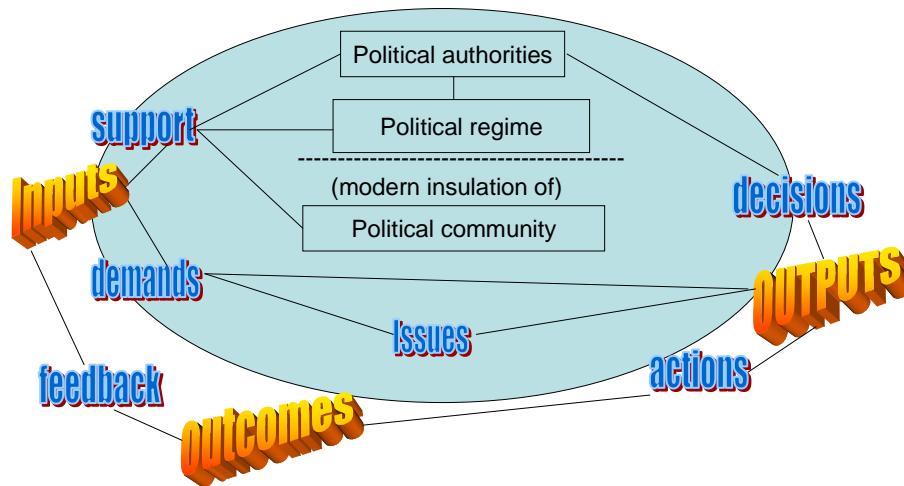 Political authorities
support
Political regime
Inputs
(modern insulation of)
decisions
Political community
demands
OUTPUTS
Issues
feedback
actions
outcomes